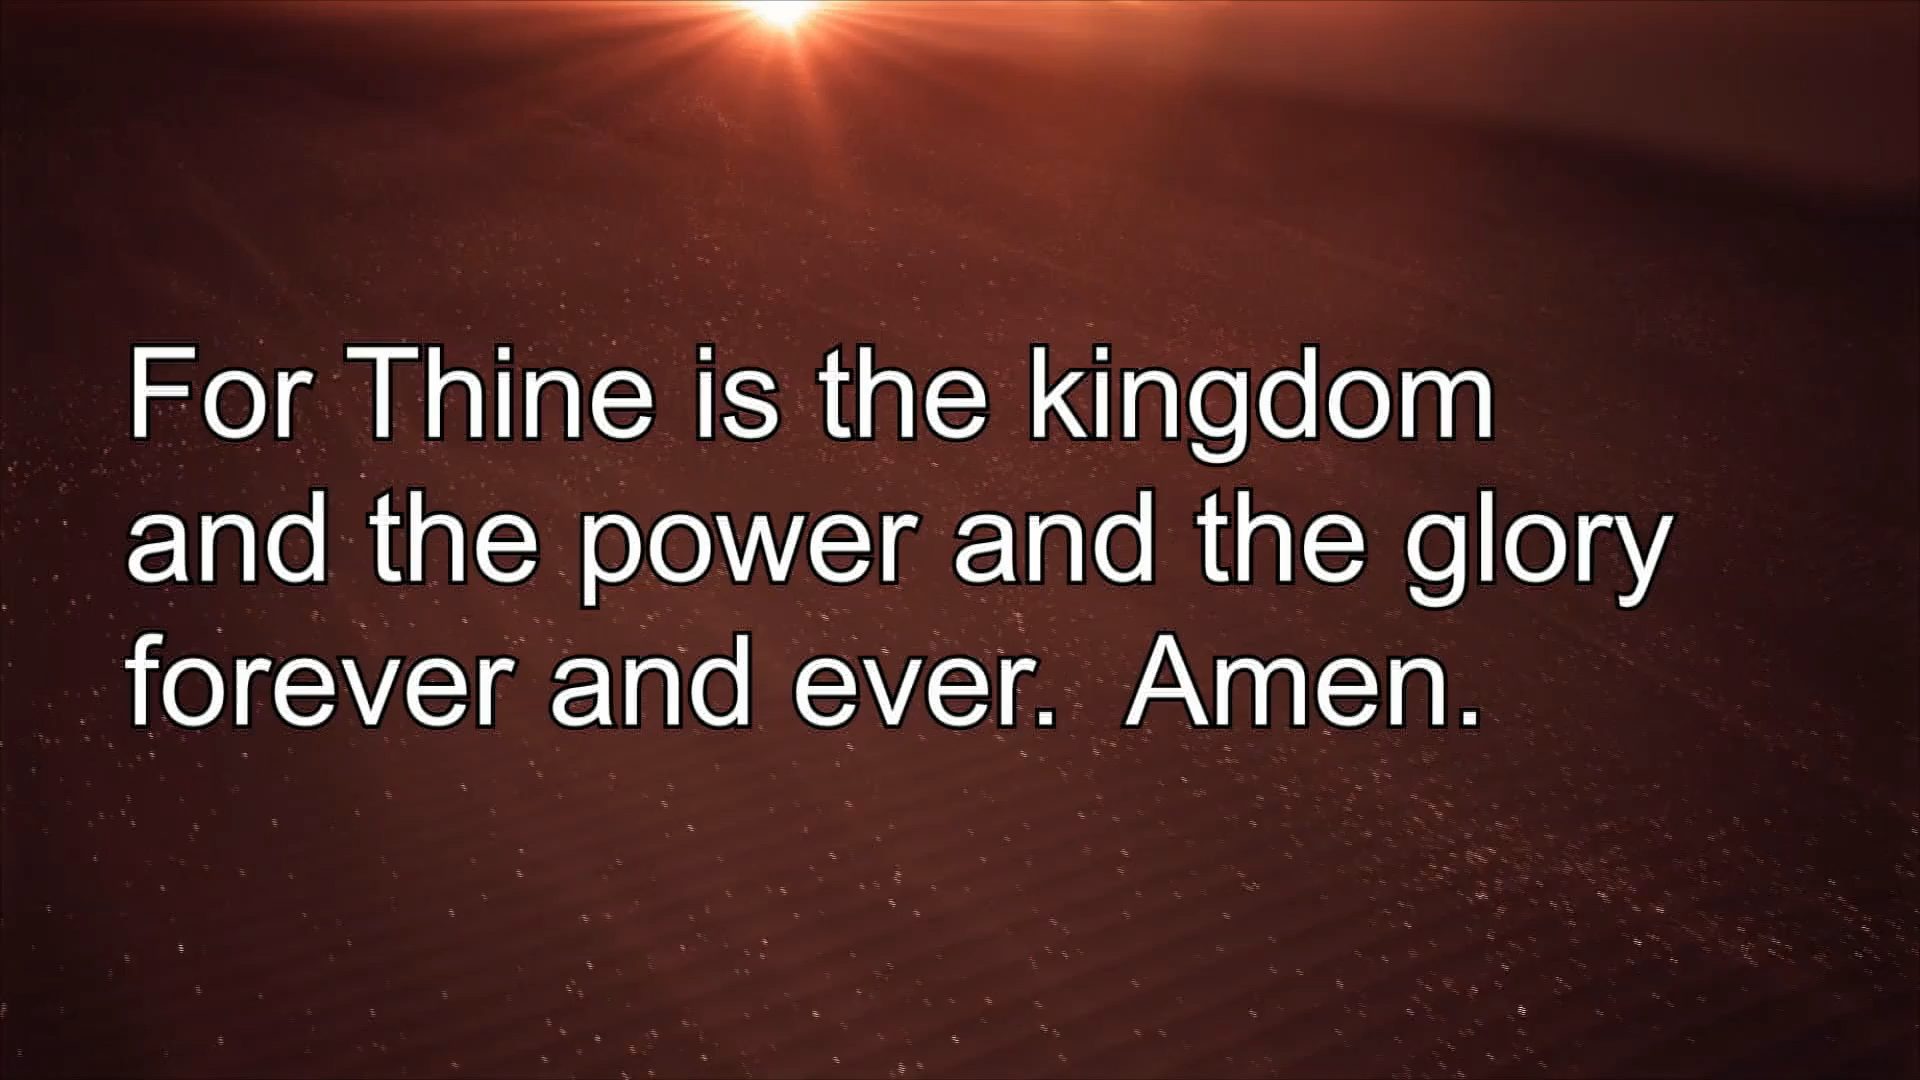 For Thine is the kingdom
and the power and the glory
forever and ever.  Amen.